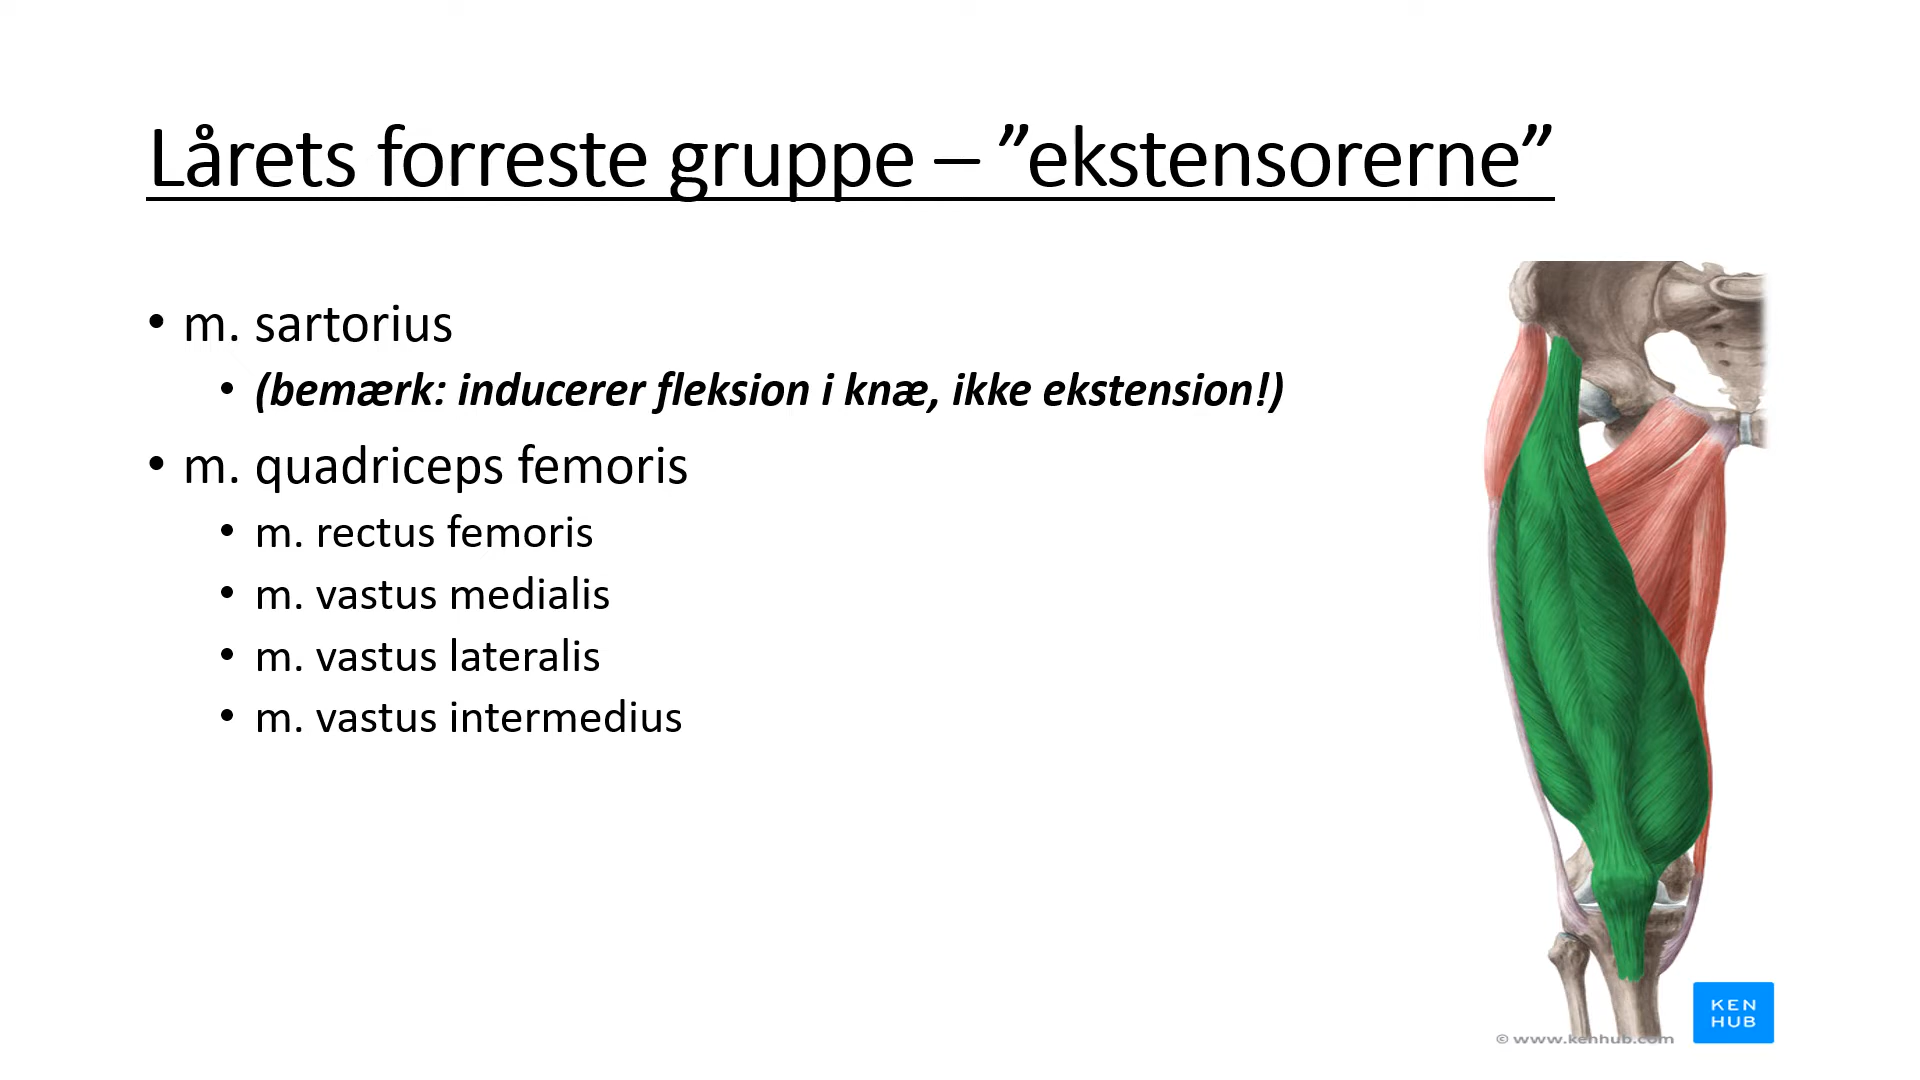 Lårets forreste gruppe – ”ekstensorerne”
• m. sartorius
• (bemærk: inducerer fleksion i knæ, ikke ekstension!)
• m. quadriceps femoris
• m. rectus femoris
• m. vastus medialis
• m. vastus lateralis
• m. vastus intermedius
KEN
HUB
© www.kenhub.com